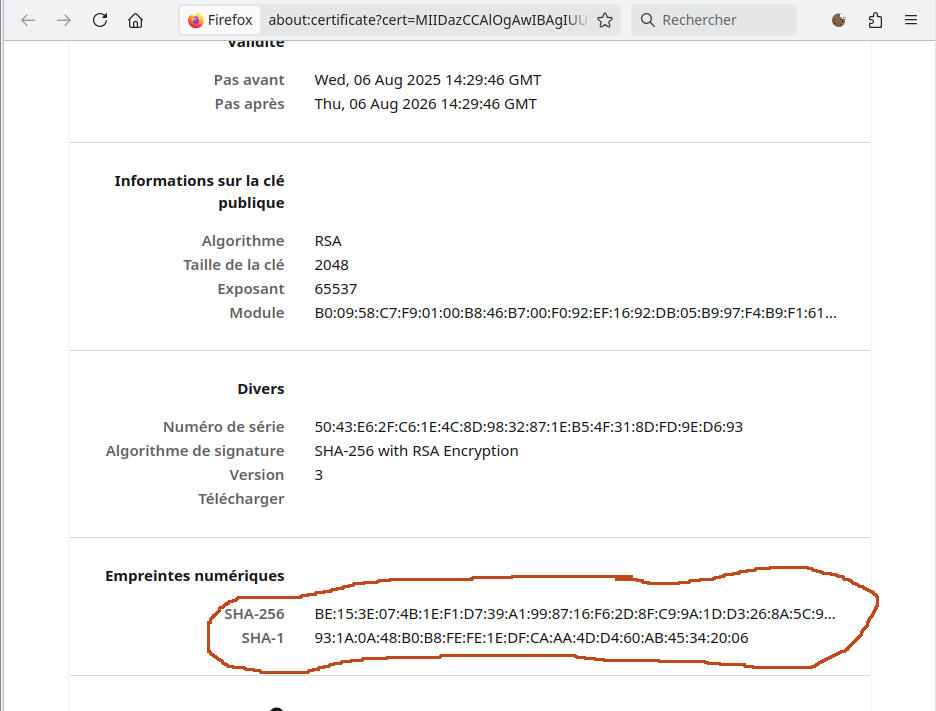 Firefox about:certificate?cert=MIIDazCCAlOgAwIBAgIUU Rechercher
Validité
Pas avant Wed, 06 Aug 2025 14:29:46 GMT
Pas après Thu, 06 Aug 2026 14:29:46 GMT
Informations sur la clé
publique
Algorithme RSA
Taille de la clé 2048
Exposant 65537
Module B0:09:58:C7:F9:01:00:B8:46:B7:00:F0:92:EF:16:92:DB:05:B9:97:F4:B9:F1:61…
Divers
Numéro de série 50:43:E6:2F:C6:1E:4C:8D:98:32:87:1E:B5:4F:31:8D:FD:9E:D6:93
Algorithme de signature SHA-256 with RSA Encryption
Version 3
Télécharger
Empreintes numériques
SHA-256 BE:15:3E:07:4B:1E:F1:D7:39:A1:99:87:16:F6:2D:8F:C9:9A:1D:D3:26:8A:5C:9…
SHA-1 93:1A:0A:48:B0:B8:FE:FE:1E:DF:CA:AA:4D:D4:60:AB:45:34:20:06